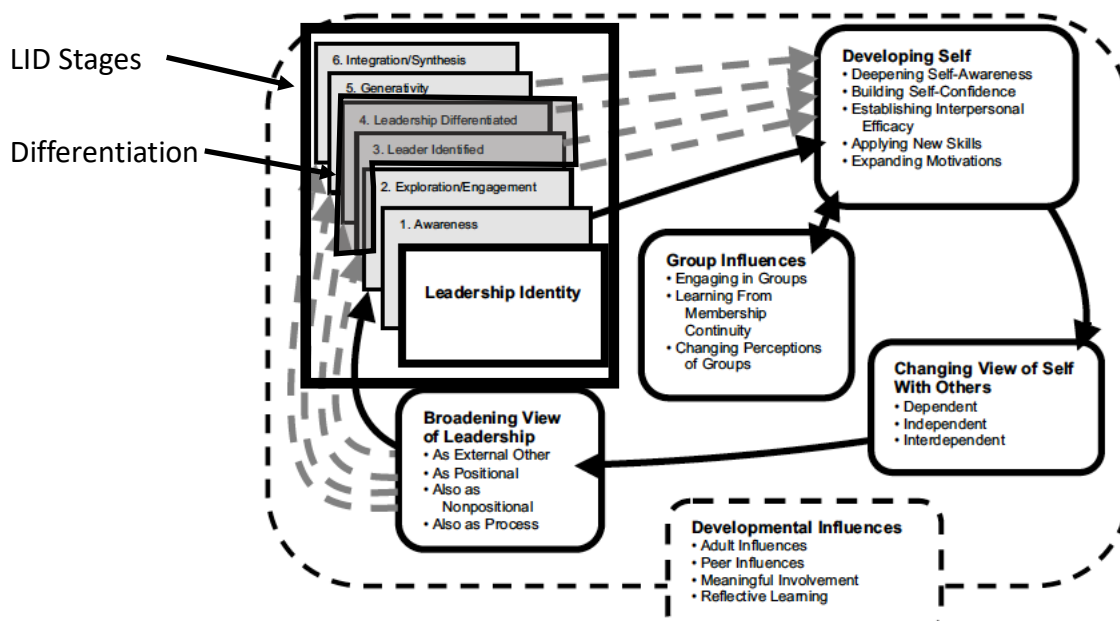 LID Stages
Differentiation
6. Integration/Synthesis
5. Generativity
4. Leadership Differentiated
3. Leader Identified
2. Exploration/Engagement
1. Awareness
Leadership Identity
Developing Self
• Deepening Self-Awareness
• Building Self-Confidence
• Establishing Interpersonal
Efficacy
• Applying New Skills
• Expanding Motivations
Group Influences
• Engaging in Groups
• Learning From
Membership
Continuity
• Changing Perceptions
of Groups
Changing View of Self
With Others
• Dependent
• Independent
• Interdependent
Broadening View
of Leadership
• As External Other
• As Positional
• Also as
Nonpositional
• Also as Process
Developmental Influences
• Adult Influences
• Peer Influences
• Meaningful Involvement
• Reflective Learning